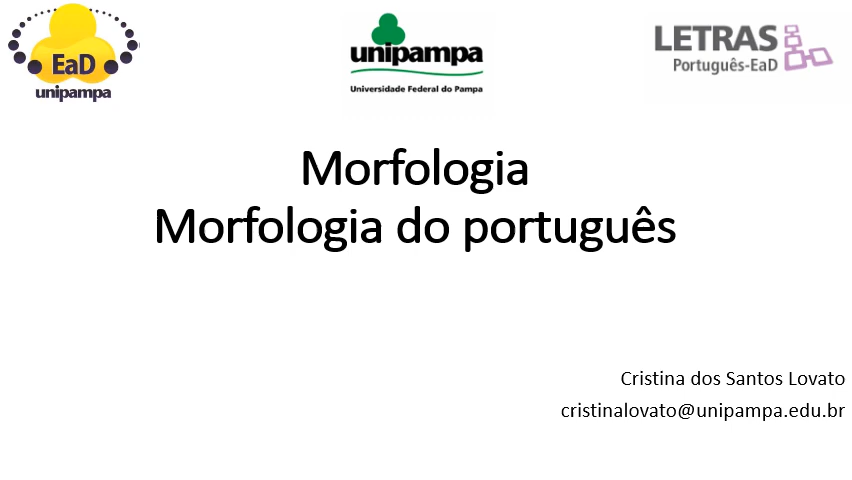 EaD
unipampa
unipampa
Universidade Federal do Pampa
LETRAS
Português-EaD
Morfologia
Morfologia do português
Cristina dos Santos Lovato
cristinalovato@unipampa.edu.br